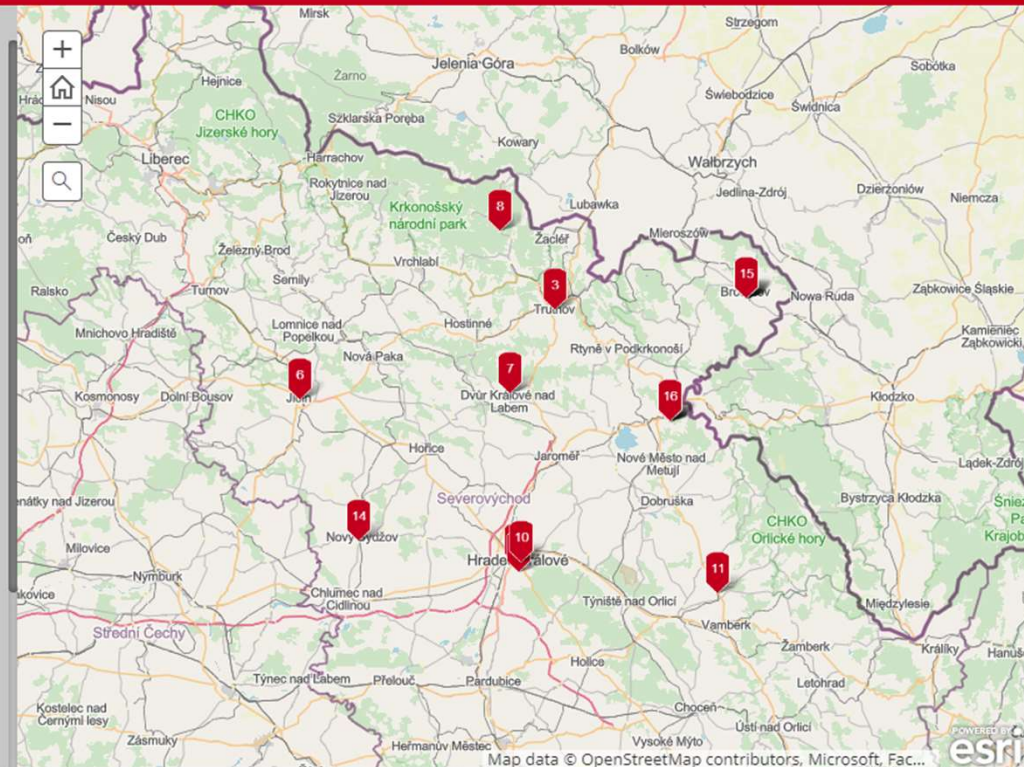 Mirsk
Strzegom
Bolków
Jelenia Góra
Sobótka
+
Żarno
Hejnice
Nisou
Świebodzice
Świdnica
CHKO
Jizerské hory
Szklarska Poręba
−
Kowary
Liberec
Harrachov
Wałbrzych
Rokytnice nad
Jizerou
Jedlina-Zdrój
Dzierżoniów
Niemcza
8
Krkonošský
národní park
Lubawka
Český Dub
Železný Brod
Žacléř
Mieroszów
Vrchlabí
15
Semily
3
Ralsko
Turnov
Trutnov
Nowa Ruda
Ząbkowice Śląskie
Mnichovo Hradiště
Lomnice nad
Popelkou
Hostinné
Kamieniec
Ząbkowicki
Nová Paka
Rtyně v Podkrkonoší
6
7
16
Kosmonosy
Dolní Bousov
Jičín
Dvůr Králové nad
Labem
Kłodzko
Hořice
Jaroměř
Nové Město nad
Metují
Lądek-Zdrój
Severovýchod
Dobruška
Bystrzyca Kłodzka
14
CHKO
Orlické hory
Nový Bydžov
10
Milovice
Hradec Králové
11
Nymburk
Chlumec nad
Cidlinou
Týniště nad Orlicí
Międzylesie
Střední Čechy
Vamberk
Žamberk
Králíky
Holice
Týnec nad Labem
Přelouč
Pardubice
Letohrad
Kostelec nad
Černými lesy
Choceň
Ústí nad Orlicí
Zásmuky
Heřmanův Městec
Vysoké Mýto
POWERED BY
esri
Map data © OpenStreetMap contributors, Microsoft, Fac...